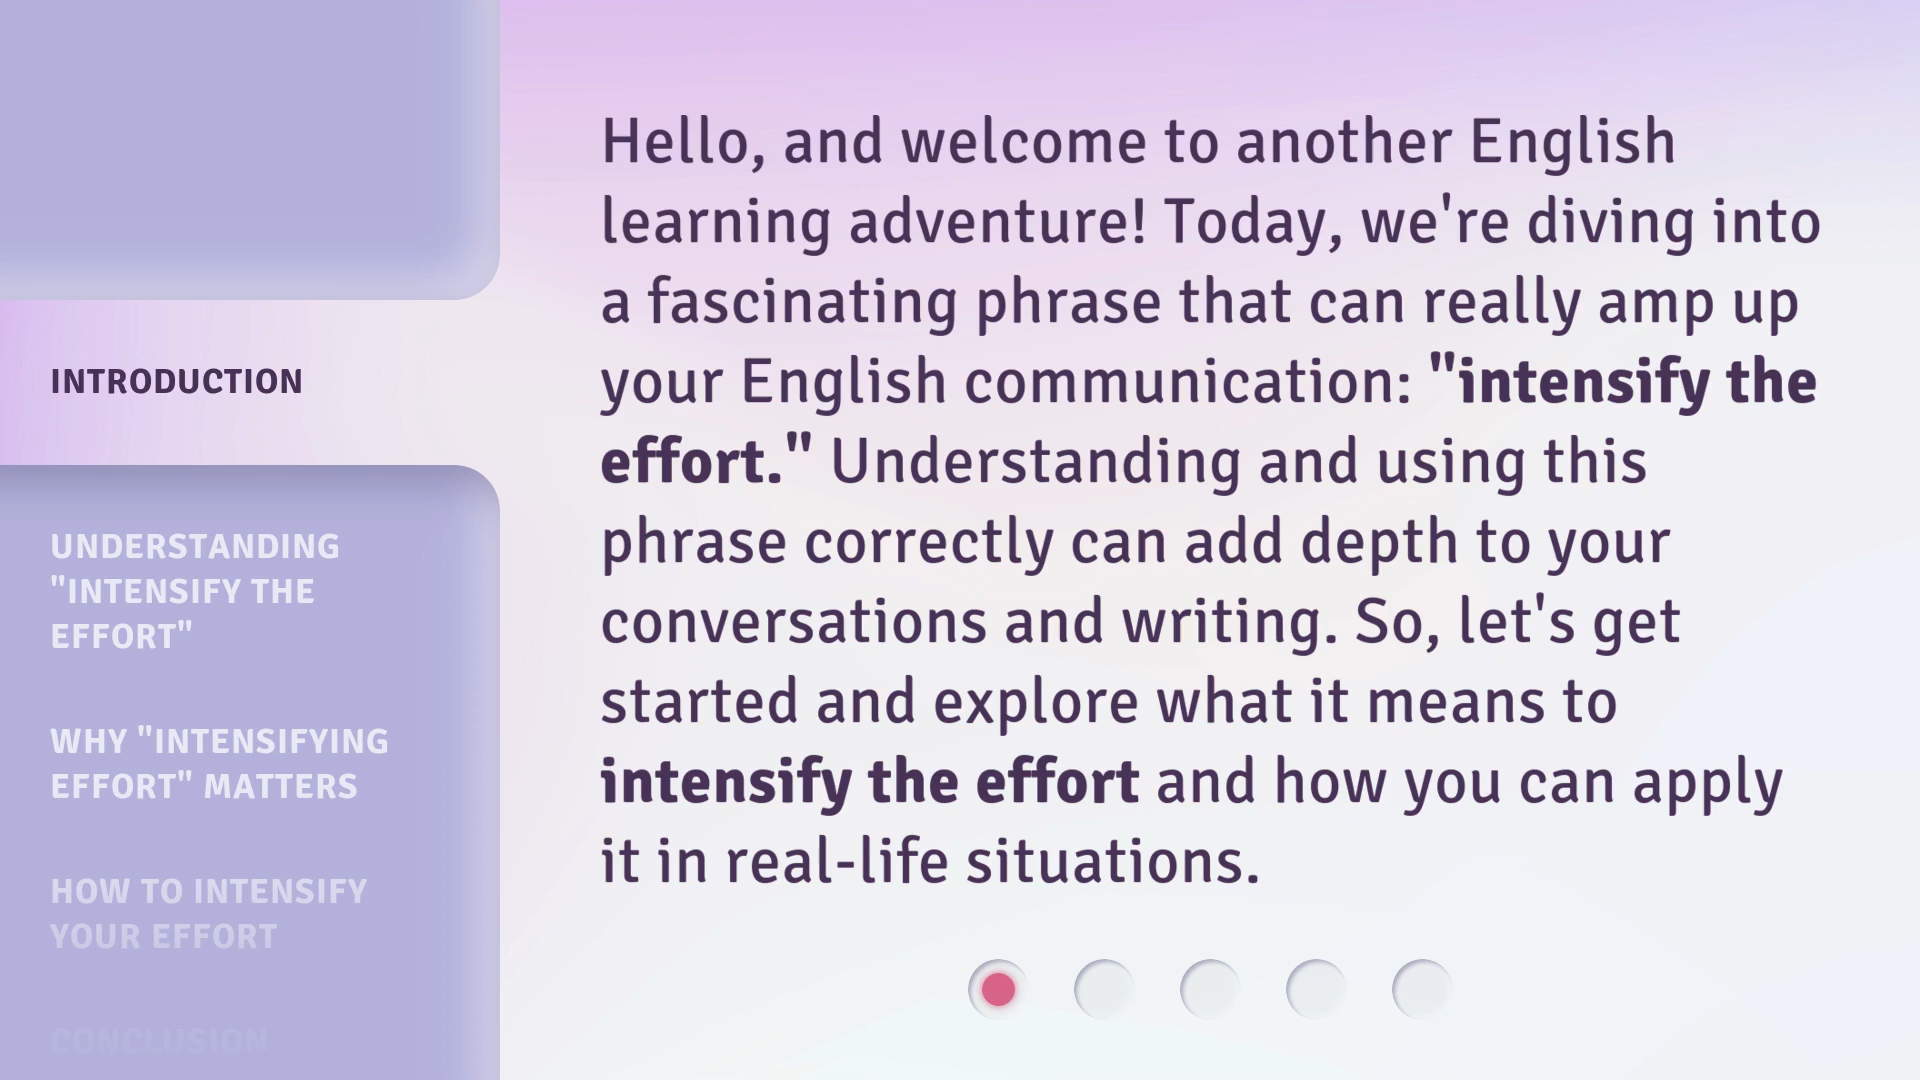 INTRODUCTION
UNDERSTANDING
"INTENSIFY THE
EFFORT"
WHY "INTENSIFYING
EFFORT" MATTERS
HOW TO INTENSIFY
YOUR EFFORT
CONCLUSION
Hello, and welcome to another English
learning adventure! Today, we're diving into
a fascinating phrase that can really amp up
your English communication: "intensify the
effort." Understanding and using this
phrase correctly can add depth to your
conversations and writing. So, let's get
started and explore what it means to
intensify the effort and how you can apply
it in real-life situations.